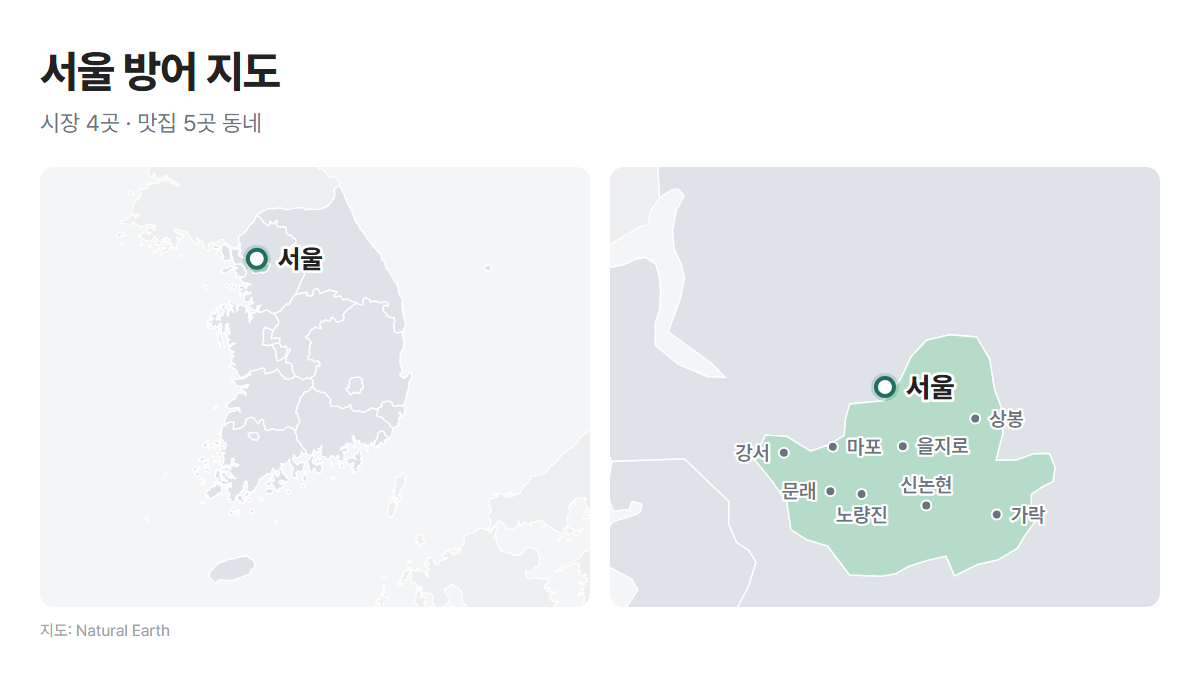 서울 방어 지도
시장 4곳 · 맛집 5곳 동네
서울
서울
상봉
강서
마포
을지로
문래
신논현
노량진
가락
지도: Natural Earth